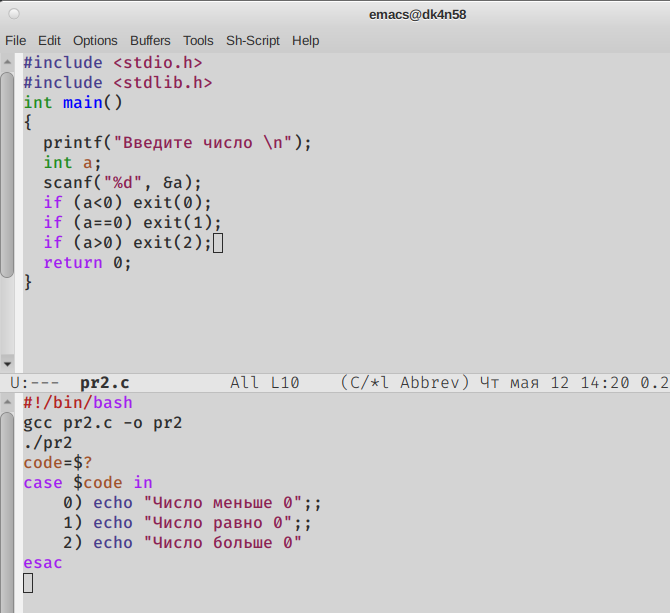 emacs@dk4n58
File Edit Options Buffers Tools Sh-Script Help
#include <stdio.h>
#include <stdlib.h>
int main()
{
  printf("Введите число \n");
  int a;
  scanf("%d", &a);
  if (a<0) exit(0);
  if (a==0) exit(1);
  if (a>0) exit(2);
  return 0;
}
U:--- pr2.c All L10 (C/*l Abbrev) Чт мая 12 14:20 0.2
#!/bin/bash
gcc pr2.c -o pr2
./pr2
code=$?
case $code in
    0) echo "Число меньше 0";;
    1) echo "Число равно 0";;
    2) echo "Число больше 0"
esac